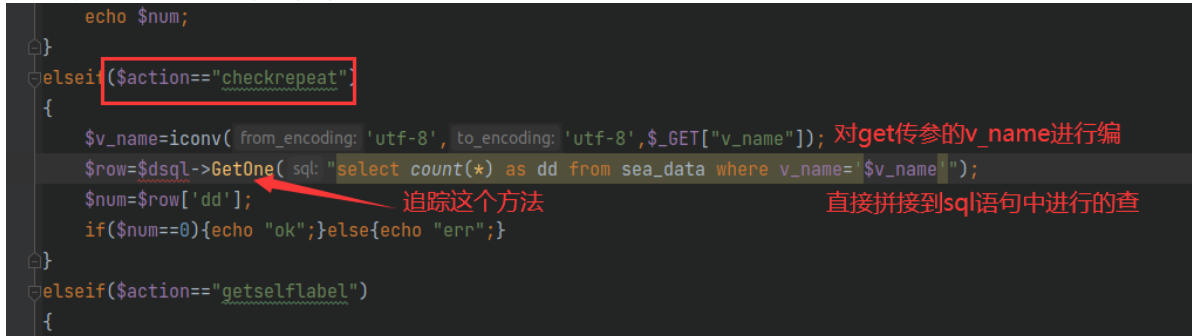 echo $num;
}
elseif($action=="checkrepeat")
{
$v_name=iconv( from_encoding: 'utf-8', to_encoding: 'utf-8',$_GET["v_name"]); 对get传参的v_name进行编
$row=$dsql->GetOne( sql: "select count(*) as dd from sea_data where v_name='$v_name'");
$num=$row['dd']; 追踪这个方法 直接拼接到sql语句中进行的查
if($num==0){echo "ok";}else{echo "err";}
}
elseif($action=="getselflabel")
{